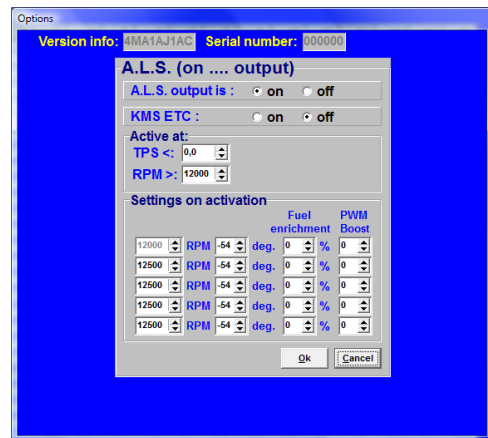 Options
Version info: 4MA1AJ1AC Serial number: 000000
A.L.S. (on .... output)
A.L.S. output is : on off
KMS ETC : on off
Active at:
TPS <: 0,0
RPM >: 12000
Settings on activation
Fuel PWM
enrichment Boost
12000 RPM -54 deg. 0 % 0
12500 RPM -54 deg. 0 % 0
12500 RPM -54 deg. 0 % 0
12500 RPM -54 deg. 0 % 0
12500 RPM -54 deg. 0 % 0
Ok Cancel